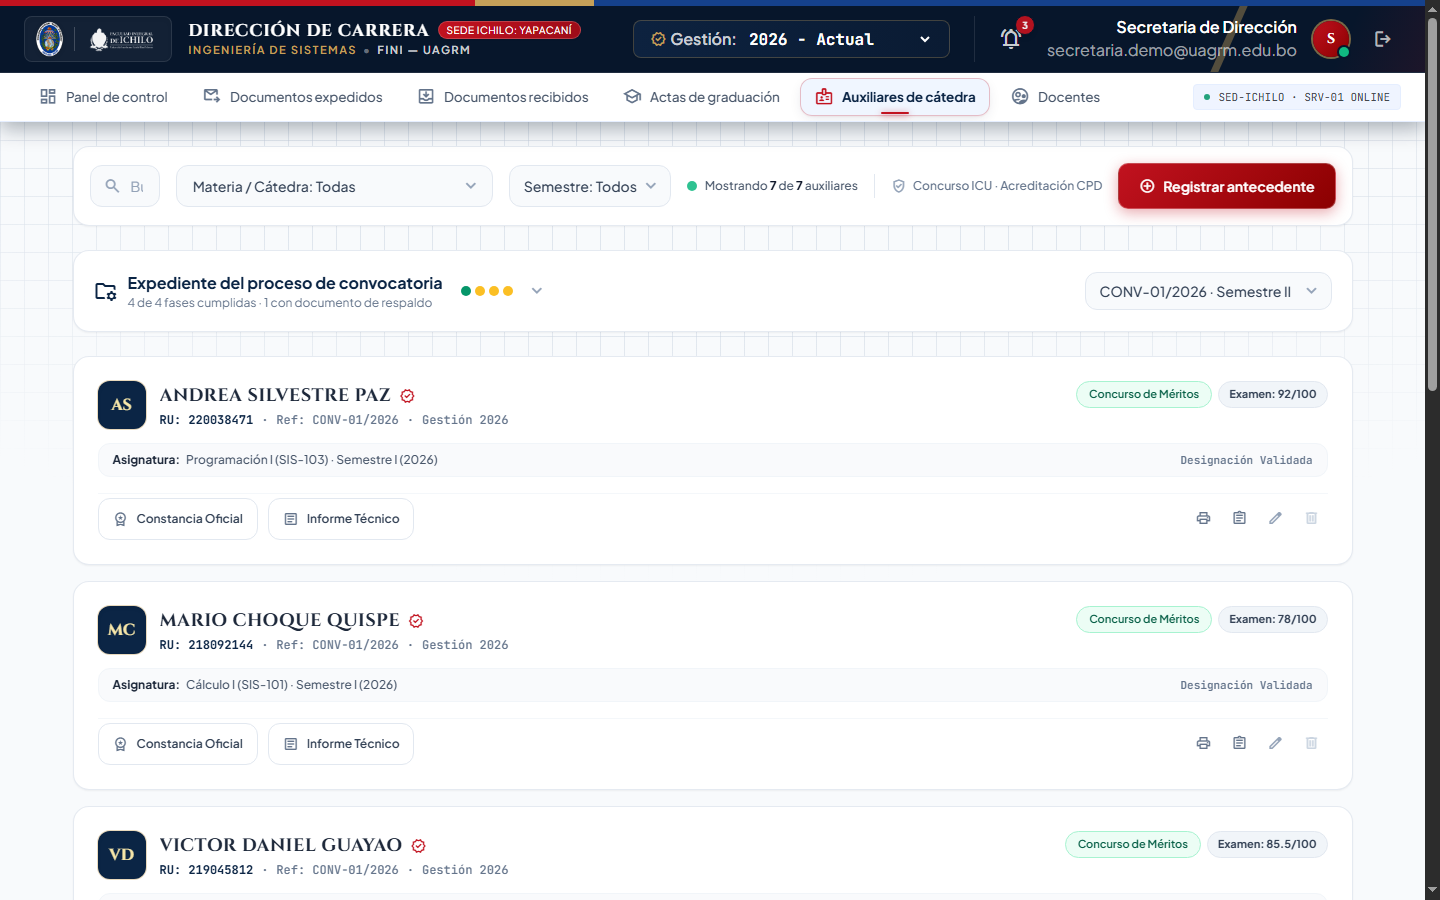 FACULTAD INTEGRAL
DE ICHILO
DIRECCIÓN DE CARRERA
SEDE ICHILO: YAPACANÍ
INGENIERÍA DE SISTEMAS • FINI — UAGRM
Gestión: 2026 - Actual
3
Secretaria de Dirección
secretaria.demo@uagrm.edu.bo
S
Panel de control
Documentos expedidos
Documentos recibidos
Actas de graduación
Auxiliares de cátedra
Docentes
SED-ICHILO · SRV-01 ONLINE
Materia / Cátedra: Todas
Semestre: Todos
Mostrando 7 de 7 auxiliares
Concurso ICU · Acreditación CPD
Registrar antecedente
Expediente del proceso de convocatoria
4 de 4 fases cumplidas · 1 con documento de respaldo
CONV-01/2026 · Semestre II
AS
ANDREA SILVESTRE PAZ
Concurso de Méritos
Examen: 92/100
RU: 220038471 · Ref: CONV-01/2026 · Gestión 2026
Asignatura: Programación I (SIS-103) · Semestre I (2026)
Designación Validada
Constancia Oficial
Informe Técnico
MC
MARIO CHOQUE QUISPE
Concurso de Méritos
Examen: 78/100
RU: 218092144 · Ref: CONV-01/2026 · Gestión 2026
Asignatura: Cálculo I (SIS-101) · Semestre I (2026)
Designación Validada
Constancia Oficial
Informe Técnico
VD
VICTOR DANIEL GUAYAO
Concurso de Méritos
Examen: 85.5/100
RU: 219045812 · Ref: CONV-01/2026 · Gestión 2026